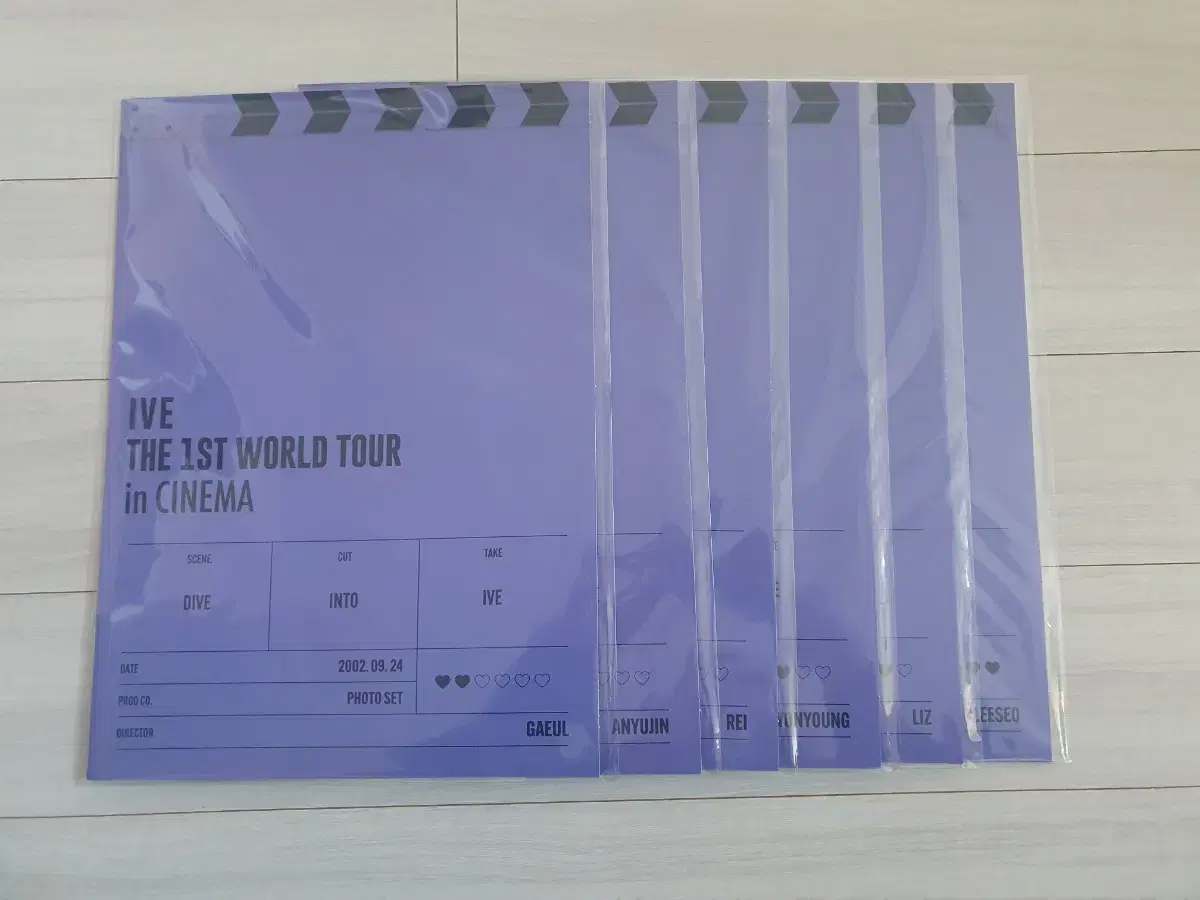 IVE
THE 1ST WORLD TOUR
in CINEMA
SCENE CUT TAKE
DIVE INTO IVE
DATE 2002. 09. 24
PROD CO. PHOTO SET
DIRECTOR GAEUL
ANYUJIN
REI
LIZ
LEESEO